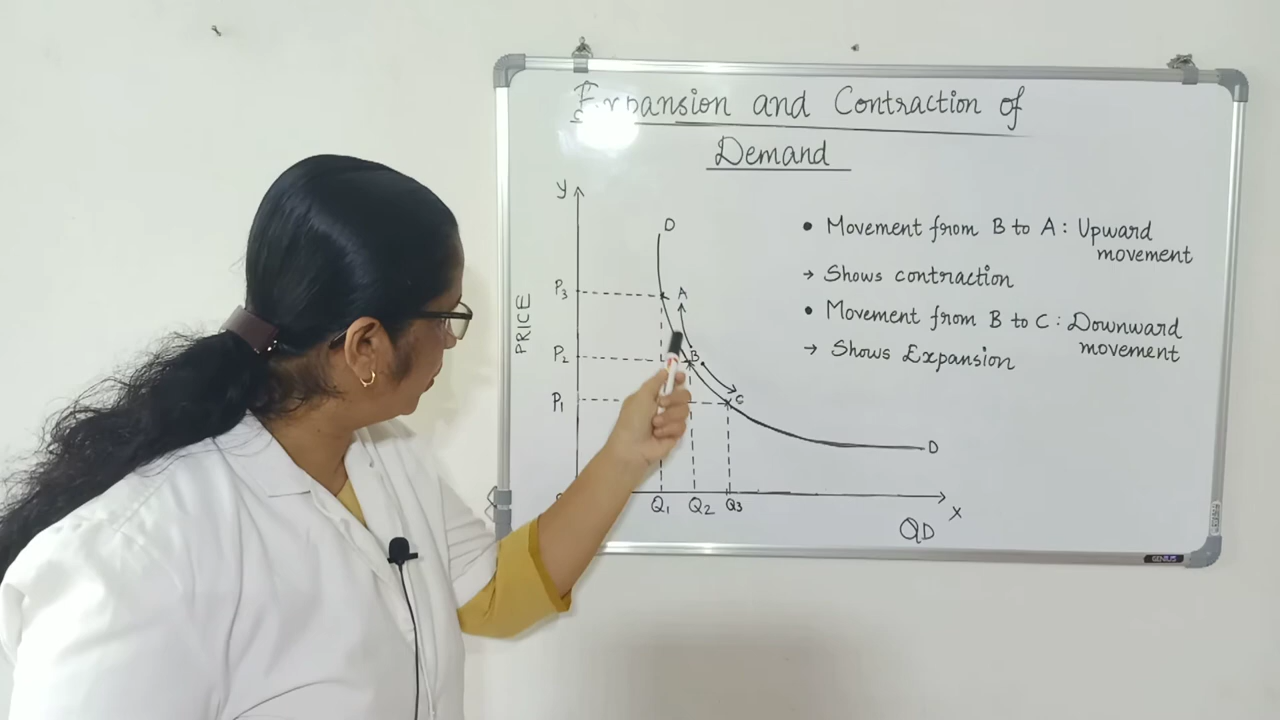 Expansion and Contraction of
Demand
y
D
P3
A
PRICE
P2
B
P1
C
D
Q1 Q2 Q3
x
QD
• Movement from B to A : Upward
movement
→ Shows contraction
• Movement from B to C : Downward
movement
→ Shows Expansion
GENIUS